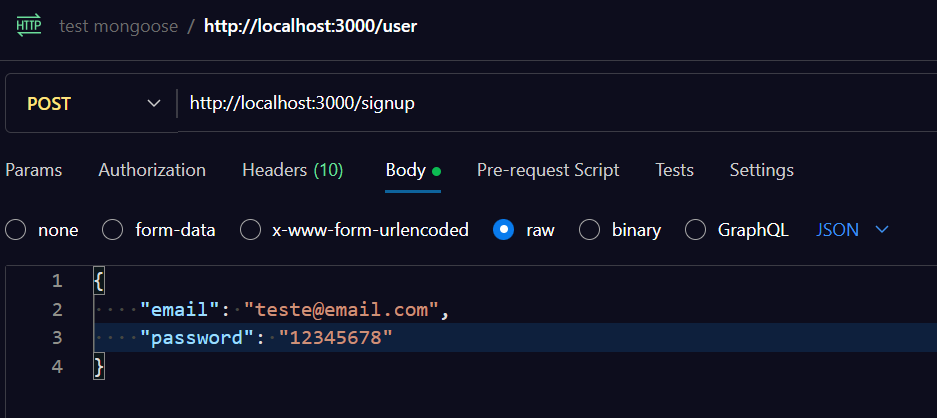 HTTP test mongoose / http://localhost:3000/user
POST http://localhost:3000/signup
Params Authorization Headers (10) Body Pre-request Script Tests Settings
none form-data x-www-form-urlencoded raw binary GraphQL JSON
1 {
2 ····"email":·"teste@email.com",
3 ····"password":·"12345678"
4 }